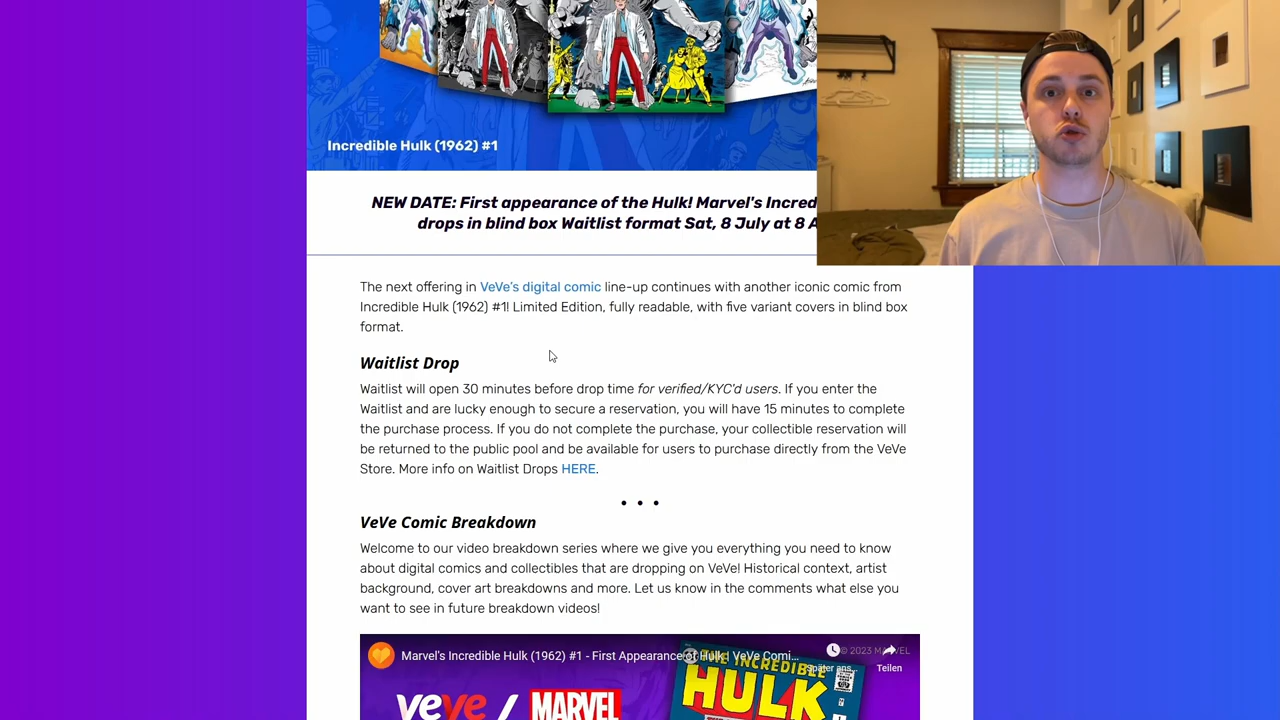 Incredible Hulk (1962) #1
NEW DATE: First appearance of the Hulk! Marvel's Incred
drops in blind box Waitlist format Sat, 8 July at 8 A
The next offering in VeVe's digital comic line-up continues with another iconic comic from
Incredible Hulk (1962) #1! Limited Edition, fully readable, with five variant covers in blind box
format.
Waitlist Drop
Waitlist will open 30 minutes before drop time for verified/KYC'd users. If you enter the
Waitlist and are lucky enough to secure a reservation, you will have 15 minutes to complete
the purchase process. If you do not complete the purchase, your collectible reservation will
be returned to the public pool and be available for users to purchase directly from the VeVe
Store. More info on Waitlist Drops HERE.
• • •
VeVe Comic Breakdown
Welcome to our video breakdown series where we give you everything you need to know
about digital comics and collectibles that are dropping on VeVe! Historical context, artist
background, cover art breakdowns and more. Let us know in the comments what else you
want to see in future breakdown videos!
Marvel's Incredible Hulk (1962) #1 - First Appearance of Hulk | VeVe Comi...
© 2023 MARVEL
Später ans...
Teilen
THE INCREDIBLE
HULK
veve / MARVEL